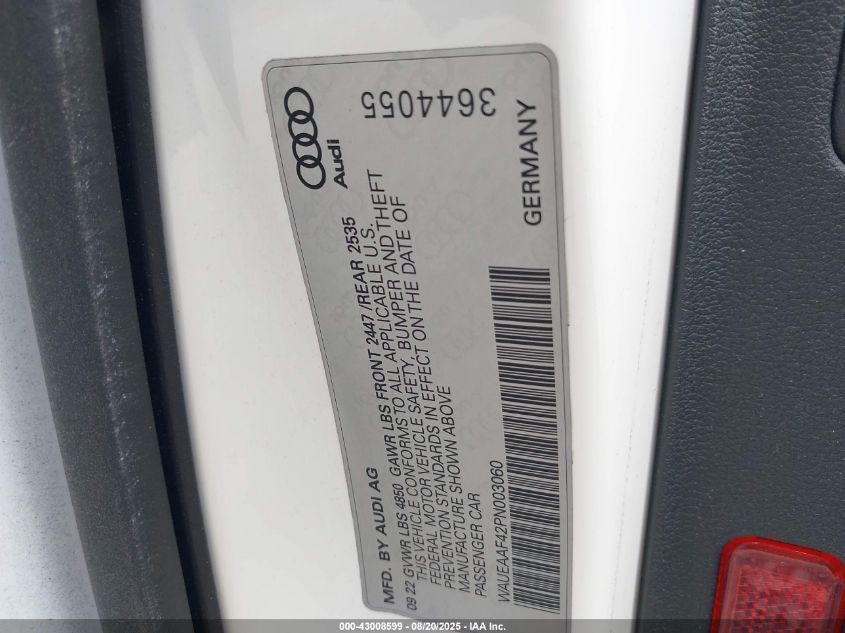 Audi
3644055
GERMANY
MFD. BY AUDI AG
09 22 GVWR LBS 4850 GAWR LBS FRONT 2447 /REAR 2535
THIS VEHICLE CONFORMS TO ALL APPLICABLE U.S.
FEDERAL MOTOR VEHICLE SAFETY, BUMPER AND THEFT
PREVENTION STANDARDS IN EFFECT ON THE DATE OF
MANUFACTURE SHOWN ABOVE
PASSENGER CAR
WAUEAAF42PN003060
000-43008599 - 08/20/2025 - IAA Inc.